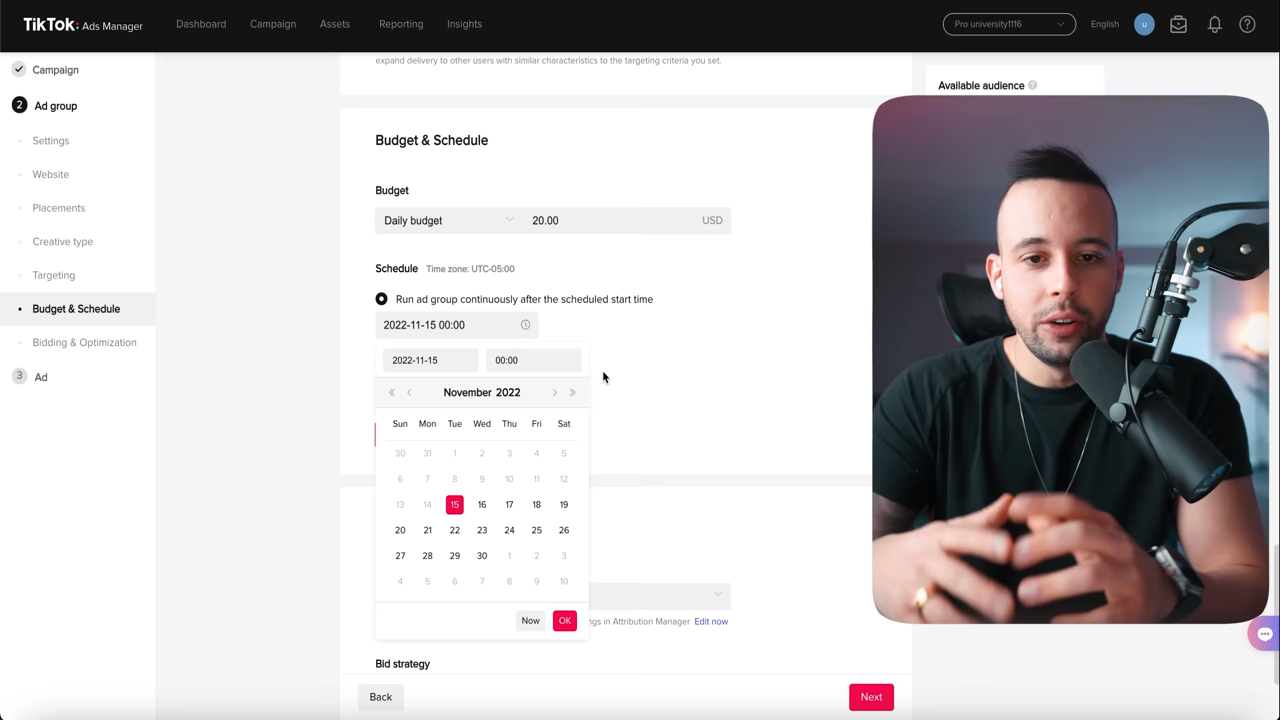 TikTok: Ads Manager
Dashboard
Campaign
Assets
Reporting
Insights
Pro university1116
English
u
Campaign
2 Ad group
Settings
Website
Placements
Creative type
Targeting
Budget & Schedule
Bidding & Optimization
3 Ad
expand delivery to other users with similar characteristics to the targeting criteria you set.
Available audience
Budget & Schedule
Budget
Daily budget 20.00 USD
Schedule Time zone: UTC-05:00
Run ad group continuously after the scheduled start time
2022-11-15 00:00
2022-11-15 00:00
November 2022
Sun Mon Tue Wed Thu Fri Sat
30 31 1 2 3 4 5
6 7 8 9 10 11 12
13 14 15 16 17 18 19
20 21 22 23 24 25 26
27 28 29 30 1 2 3
4 5 6 7 8 9 10
Now OK
ngs in Attribution Manager Edit now
Bid strategy
Back
Next